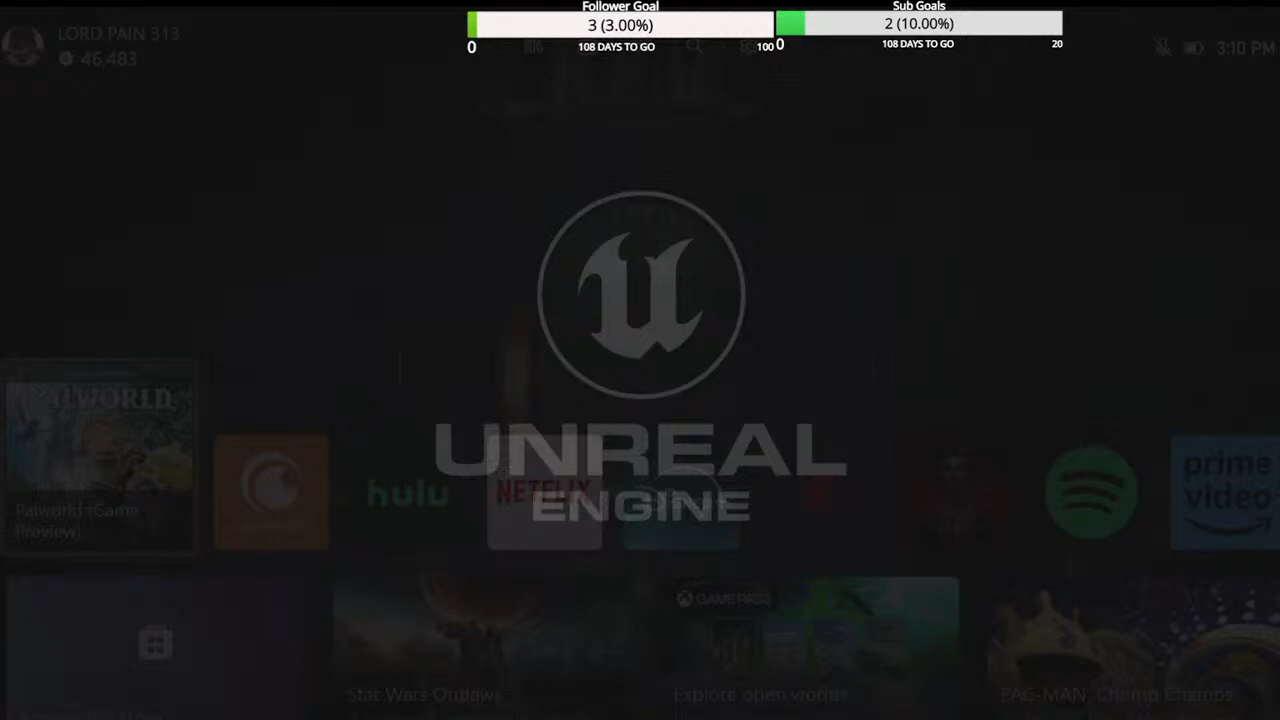 Follower Goal
Sub Goals
3 (3.00%)
2 (10.00%)
0
108 DAYS TO GO
100
0
108 DAYS TO GO
20
LORD PAIN 313
46,483
3:10 PM
UNREAL
ENGINE
PALWORLD
Palworld (Game
Preview)
hulu
NETFLIX
prime
video
GAME PASS
Star Wars Outlaws
Explore open worlds
PAC-MAN. Chomp Champs